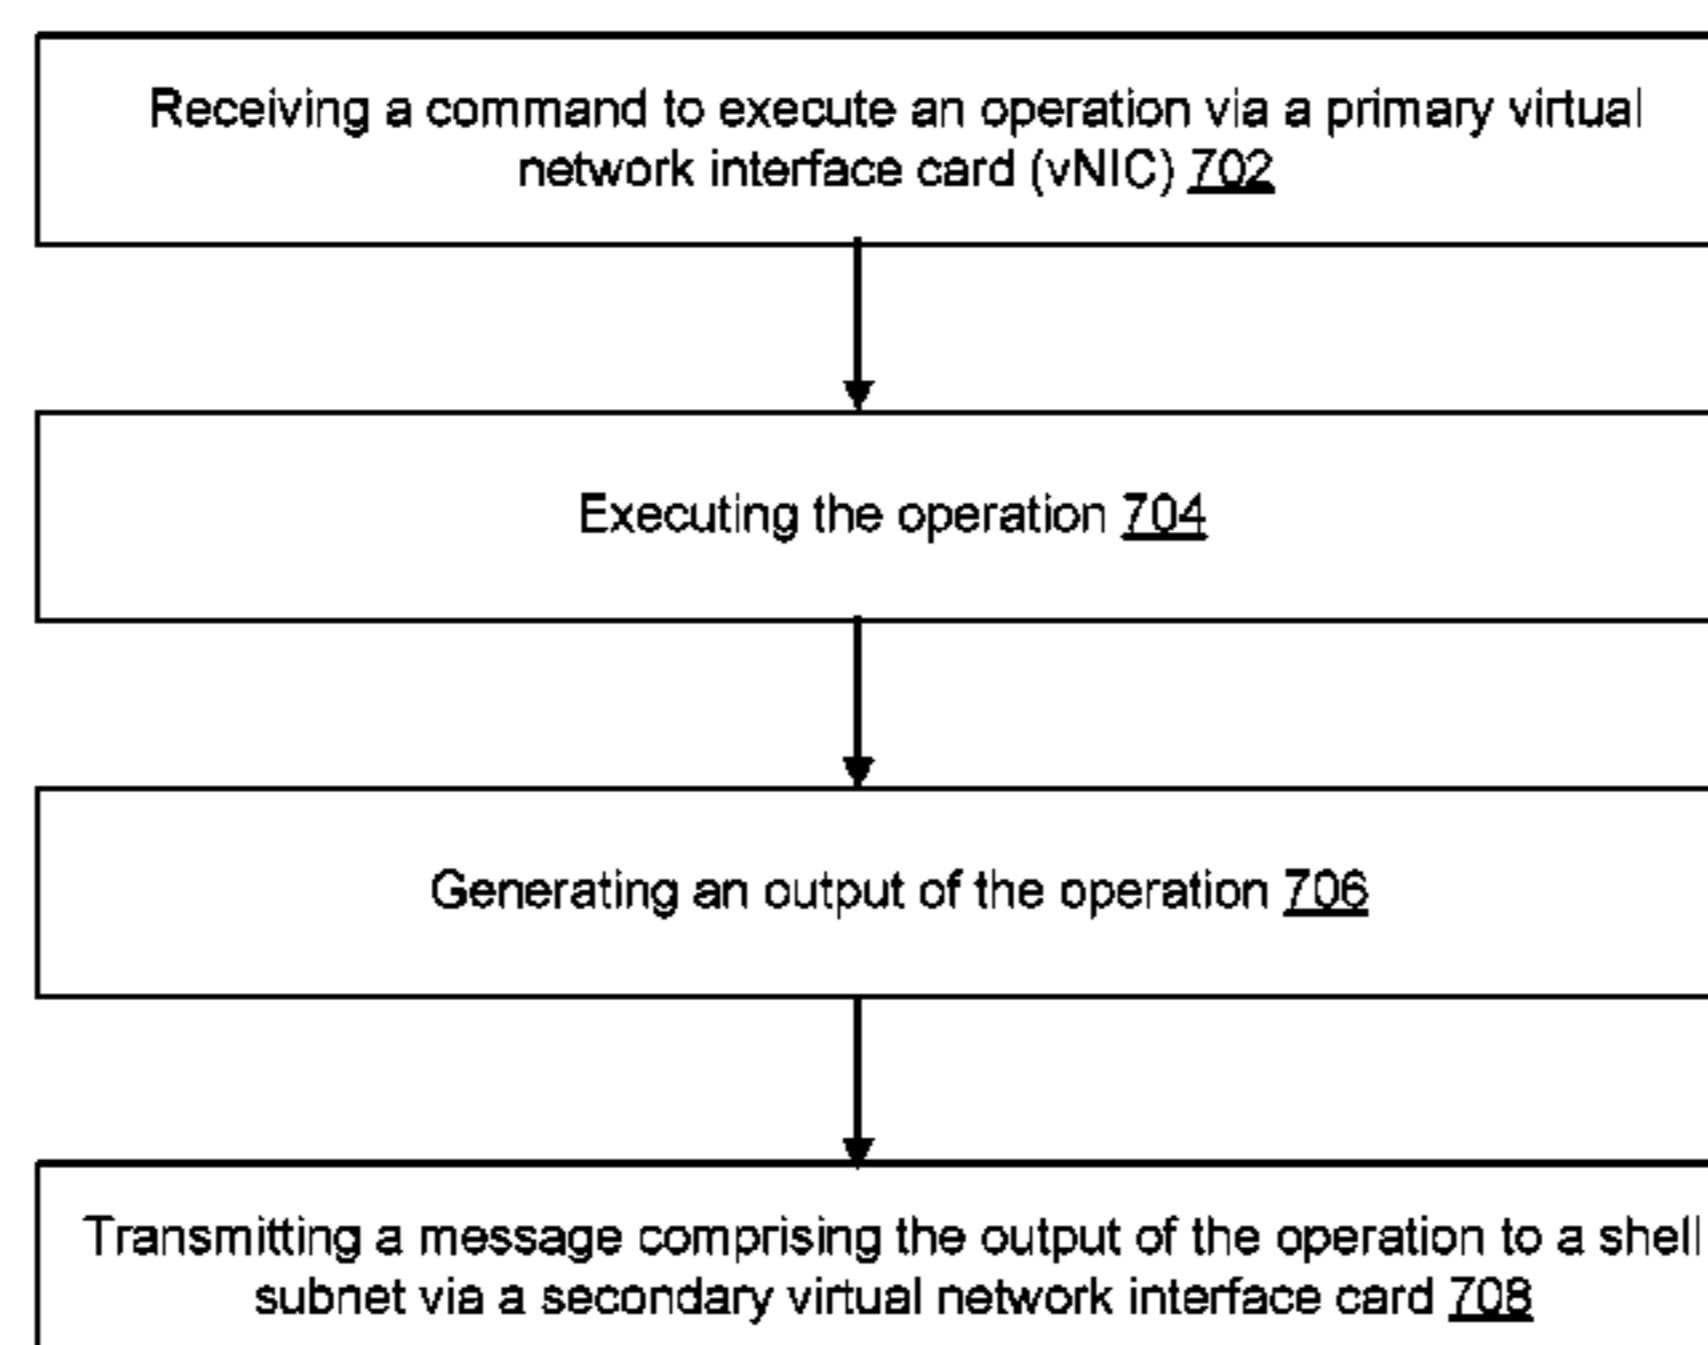 Receiving a command to execute an operation via a primary virtual
network interface card (vNIC) 702
Executing the operation 704
Generating an output of the operation 706
Transmitting a message comprising the output of the operation to a shell
subnet via a secondary virtual network interface card 708